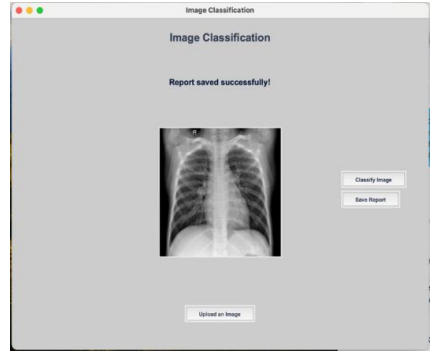 Image Classification
Image Classification
Report saved successfully!
R
Classify Image
Save Report
Upload an Image